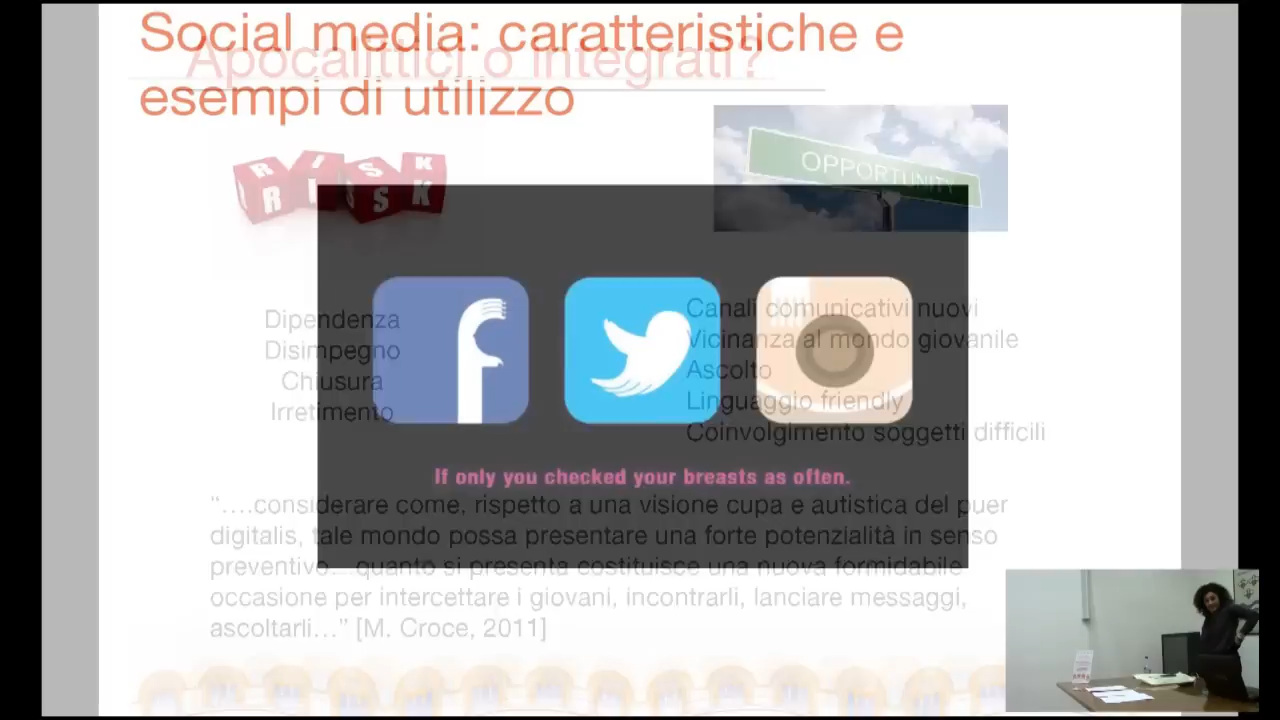 Social media: caratteristiche e
esempi di utilizzo
Apocalittici o integrati?
RISK
RISK
OPPORTUNITY
Dipendenza
Disimpegno
Chiusura
Irretimento
Canali comunicativi nuovi
Vicinanza al mondo giovanile
Ascolto
Linguaggio friendly
Coinvolgimento soggetti difficili
If only you checked your breasts as often.
“….considerare come, rispetto a una visione cupa e autistica del puer
digitalis, tale mondo possa presentare una forte potenzialità in senso
preventivo… quanto si presenta costituisce una nuova formidabile
occasione per intercettare i giovani, incontrarli, lanciare messaggi,
ascoltarli…” [M. Croce, 2011]